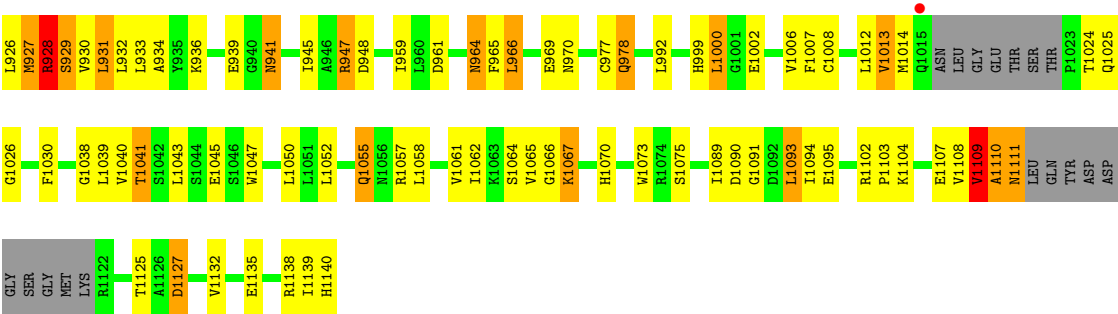 L926 M927 R928 S929 V930 L931 L932 L933 A934 Y935 K936 E939 G940 N941 I945 A946 R947 D948 I959 L960 D961 N964 F965 L966 E969 N970 C977 Q978 L992 H999 L1000 G1001 E1002 V1006 F1007 C1008 L1012 V1013 M1014 Q1015 ASN LEU GLY GLU THR SER THR P1023 T1024 Q1025
G1026 F1030 G1038 L1039 V1040 T1041 S1042 L1043 S1044 E1045 S1046 W1047 L1050 L1051 L1052 Q1055 N1056 R1057 L1058 V1061 I1062 K1063 S1064 V1065 G1066 K1067 H1070 W1073 R1074 S1075 I1089 D1090 G1091 D1092 L1093 I1094 E1095 R1102 P1103 K1104 E1107 V1108 V1109 A1110 N1111 LEU GLN TYR ASP ASP
GLY SER GLY MET LYS R1122 T1125 A1126 D1127 V1132 E1135 R1138 I1139 H1140